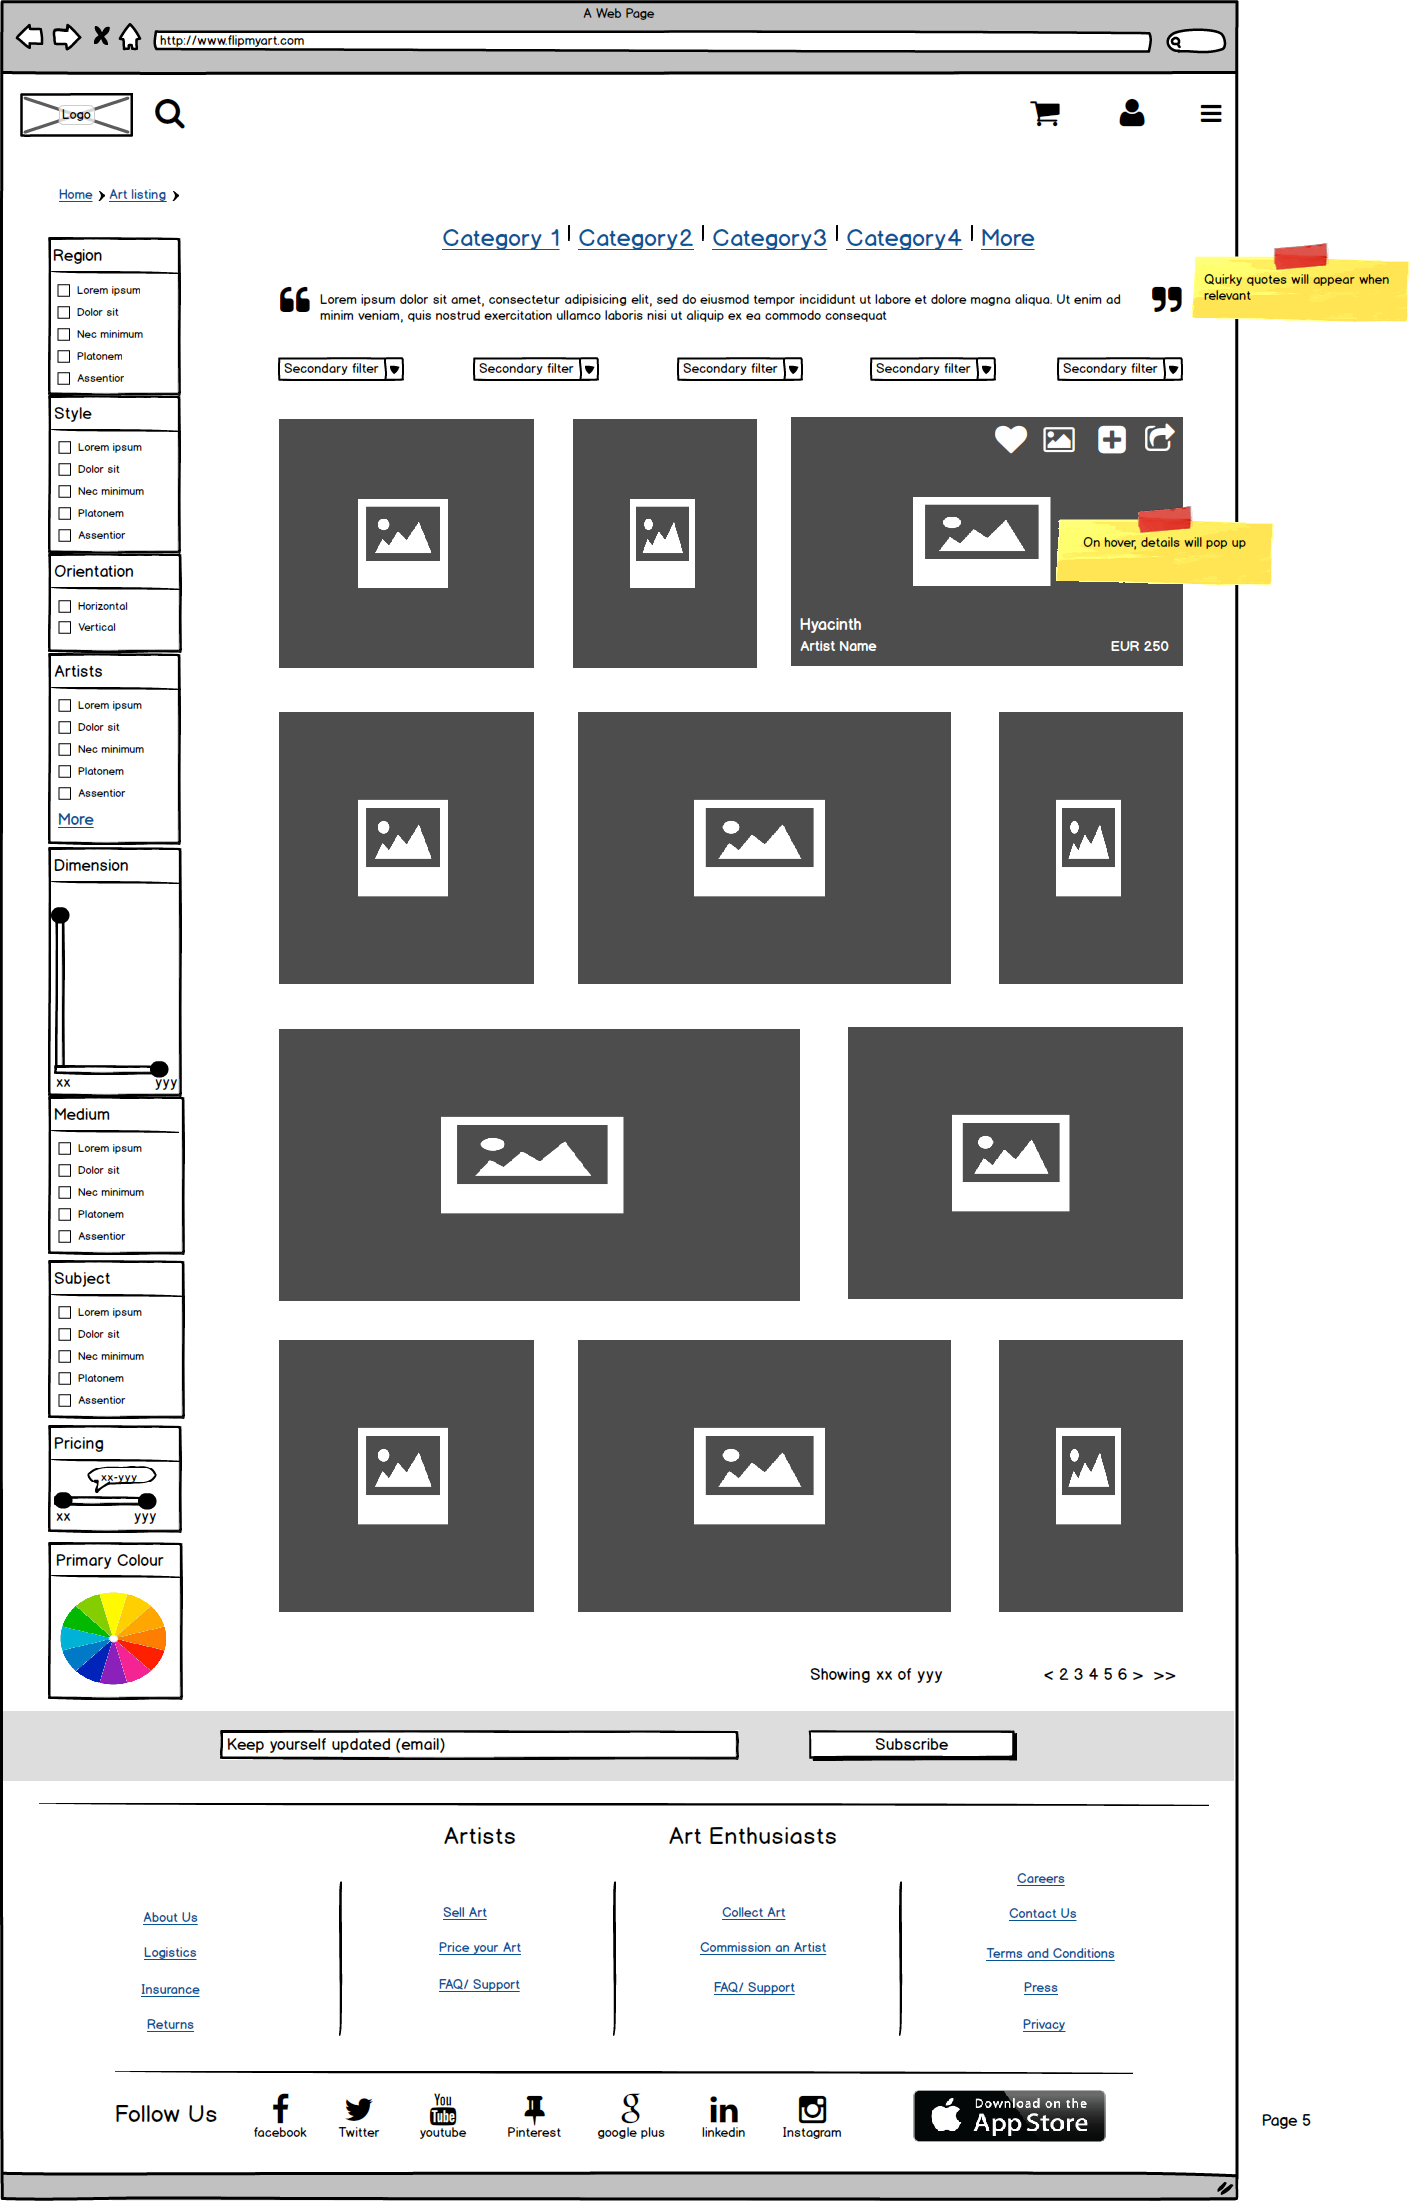 A Web Page
http://www.flipmyart.com
Logo
Home
Art listing
Category 1
Category2
Category3
Category4
More
Quirky quotes will appear when
relevant
Lorem ipsum dolor sit amet, consectetur adipisicing elit, sed do eiusmod tempor incididunt ut labore et dolore magna aliqua. Ut enim ad
minim veniam, quis nostrud exercitation ullamco laboris nisi ut aliquip ex ea commodo consequat
Secondary filter
Secondary filter
Secondary filter
Secondary filter
Secondary filter
Region
Lorem ipsum
Dolor sit
Nec minimum
Platonem
Assentior
Style
Lorem ipsum
Dolor sit
Nec minimum
Platonem
Assentior
Orientation
Horizontal
Vertical
Artists
Lorem ipsum
Dolor sit
Nec minimum
Platonem
Assentior
More
Dimension
xx
yyy
Medium
Lorem ipsum
Dolor sit
Nec minimum
Platonem
Assentior
Subject
Lorem ipsum
Dolor sit
Nec minimum
Platonem
Assentior
Pricing
xx-yyy
xx
yyy
Primary Colour
On hover, details will pop up
Hyacinth
Artist Name
EUR 250
Showing xx of yyy
< 2 3 4 5 6 > >>
Keep yourself updated (email)
Subscribe
About Us
Logistics
Insurance
Returns
Artists
Sell Art
Price your Art
FAQ/ Support
Art Enthusiasts
Collect Art
Commission an Artist
FAQ/ Support
Careers
Contact Us
Terms and Conditions
Press
Privacy
Follow Us
facebook
Twitter
You
Tube
youtube
Pinterest
g
google plus
in
linkedin
Instagram
Download on the
App Store
Page 5